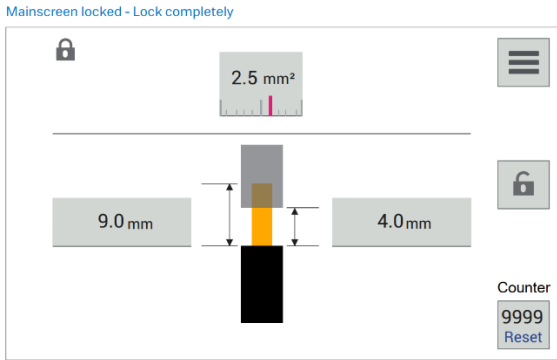 Mainscreen locked - Lock completely
2.5 mm²
9.0 mm
4.0 mm
Counter
9999
Reset